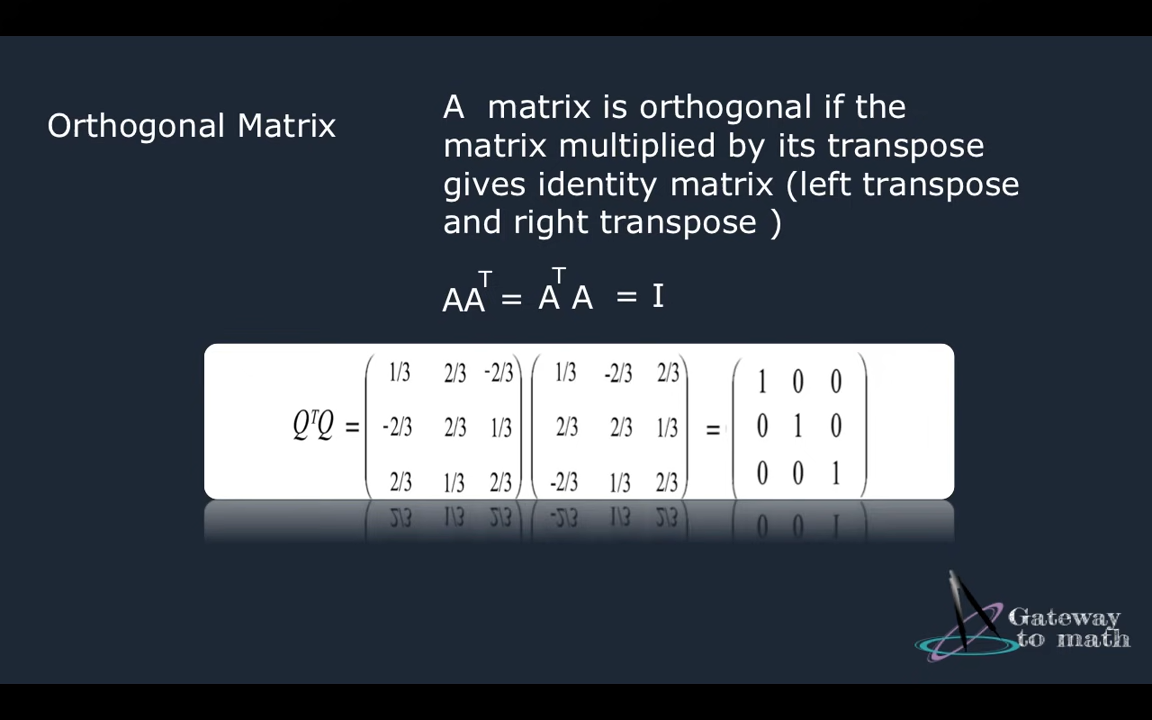 Orthogonal Matrix
A matrix is orthogonal if the
matrix multiplied by its transpose
gives identity matrix (left transpose
and right transpose )
AA^T = A^T A = I
1/3 2/3 -2/3 1/3 -2/3 2/3 1 0 0
Q^TQ = -2/3 2/3 1/3 2/3 2/3 1/3 = 0 1 0
2/3 1/3 2/3 -2/3 1/3 2/3 0 0 1
Gateway
to math